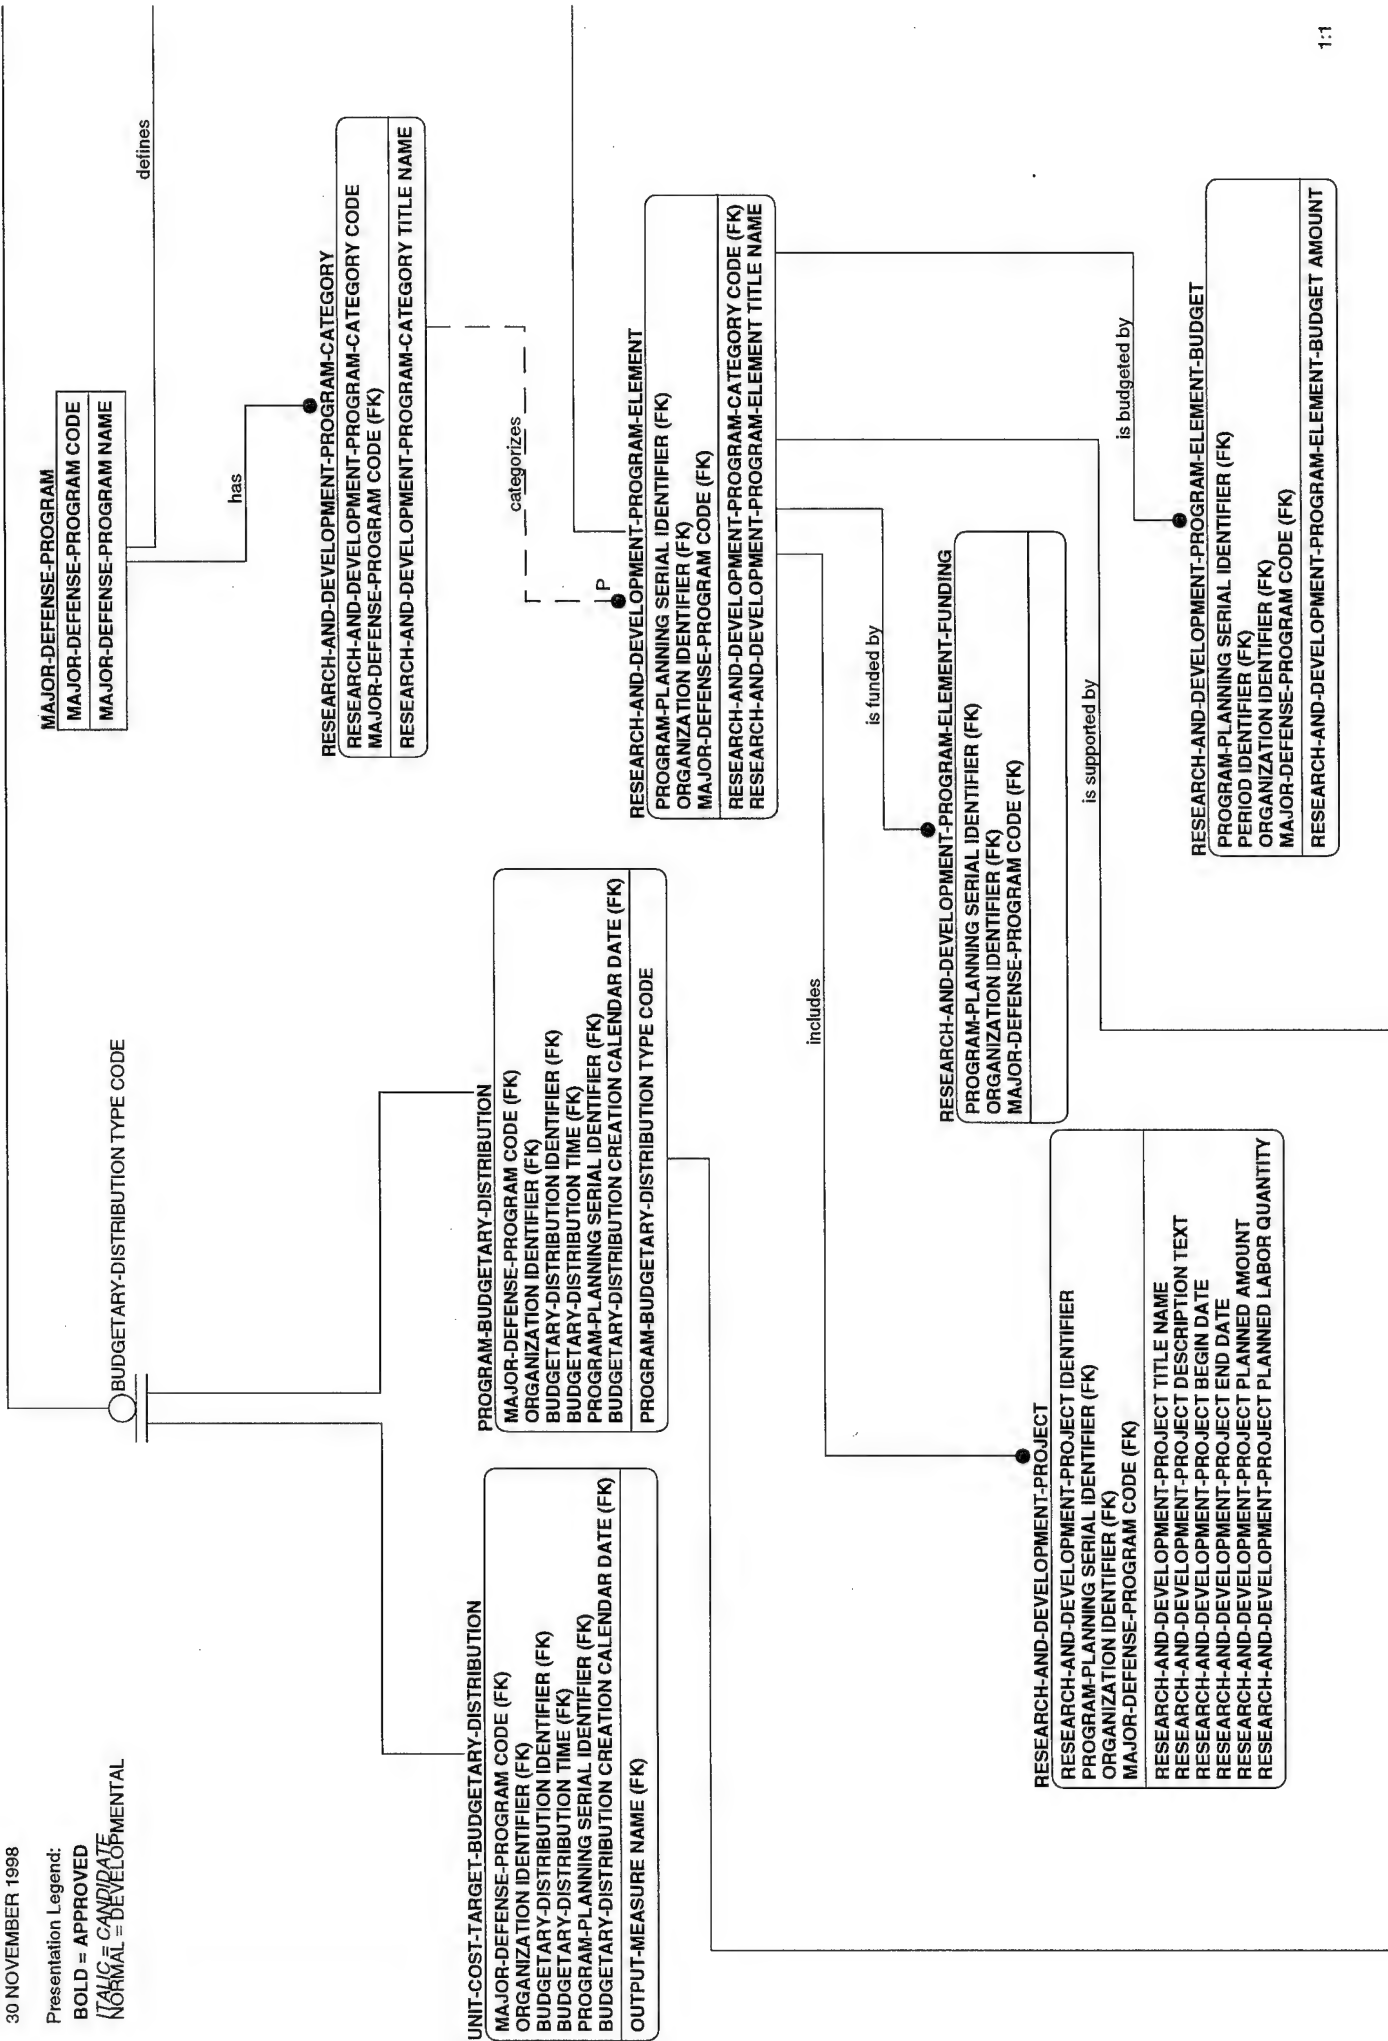 30 NOVEMBER 1998
Presentation Legend:
BOLD = APPROVED
ITALIC = CANDIDATE
NORMAL = DEVELOPMENTAL
BUDGETARY-DISTRIBUTION TYPE CODE
MAJOR-DEFENSE-PROGRAM
MAJOR-DEFENSE-PROGRAM CODE
MAJOR-DEFENSE-PROGRAM NAME
defines
has
RESEARCH-AND-DEVELOPMENT-PROGRAM-CATEGORY
RESEARCH-AND-DEVELOPMENT-PROGRAM-CATEGORY CODE
MAJOR-DEFENSE-PROGRAM CODE (FK)
RESEARCH-AND-DEVELOPMENT-PROGRAM-CATEGORY TITLE NAME
categorizes
P
UNIT-COST-TARGET-BUDGETARY-DISTRIBUTION
MAJOR-DEFENSE-PROGRAM CODE (FK)
ORGANIZATION IDENTIFIER (FK)
BUDGETARY-DISTRIBUTION IDENTIFIER (FK)
BUDGETARY-DISTRIBUTION TIME (FK)
PROGRAM-PLANNING SERIAL IDENTIFIER (FK)
BUDGETARY-DISTRIBUTION CREATION CALENDAR DATE (FK)
OUTPUT-MEASURE NAME (FK)
PROGRAM-BUDGETARY-DISTRIBUTION
MAJOR-DEFENSE-PROGRAM CODE (FK)
ORGANIZATION IDENTIFIER (FK)
BUDGETARY-DISTRIBUTION IDENTIFIER (FK)
BUDGETARY-DISTRIBUTION TIME (FK)
PROGRAM-PLANNING SERIAL IDENTIFIER (FK)
BUDGETARY-DISTRIBUTION CREATION CALENDAR DATE (FK)
PROGRAM-BUDGETARY-DISTRIBUTION TYPE CODE
RESEARCH-AND-DEVELOPMENT-PROGRAM-ELEMENT
PROGRAM-PLANNING SERIAL IDENTIFIER (FK)
ORGANIZATION IDENTIFIER (FK)
MAJOR-DEFENSE-PROGRAM CODE (FK)
RESEARCH-AND-DEVELOPMENT-PROGRAM-CATEGORY CODE (FK)
RESEARCH-AND-DEVELOPMENT-PROGRAM-ELEMENT TITLE NAME
includes
is funded by
is supported by
is budgeted by
RESEARCH-AND-DEVELOPMENT-PROGRAM-ELEMENT-FUNDING
PROGRAM-PLANNING SERIAL IDENTIFIER (FK)
ORGANIZATION IDENTIFIER (FK)
MAJOR-DEFENSE-PROGRAM CODE (FK)
RESEARCH-AND-DEVELOPMENT-PROJECT
RESEARCH-AND-DEVELOPMENT-PROJECT IDENTIFIER
PROGRAM-PLANNING SERIAL IDENTIFIER (FK)
ORGANIZATION IDENTIFIER (FK)
MAJOR-DEFENSE-PROGRAM CODE (FK)
RESEARCH-AND-DEVELOPMENT-PROJECT TITLE NAME
RESEARCH-AND-DEVELOPMENT-PROJECT DESCRIPTION TEXT
RESEARCH-AND-DEVELOPMENT-PROJECT BEGIN DATE
RESEARCH-AND-DEVELOPMENT-PROJECT END DATE
RESEARCH-AND-DEVELOPMENT-PROJECT PLANNED AMOUNT
RESEARCH-AND-DEVELOPMENT-PROJECT PLANNED LABOR QUANTITY
RESEARCH-AND-DEVELOPMENT-PROGRAM-ELEMENT-BUDGET
PROGRAM-PLANNING SERIAL IDENTIFIER (FK)
PERIOD IDENTIFIER (FK)
ORGANIZATION IDENTIFIER (FK)
MAJOR-DEFENSE-PROGRAM CODE (FK)
RESEARCH-AND-DEVELOPMENT-PROGRAM-ELEMENT-BUDGET AMOUNT
1:1